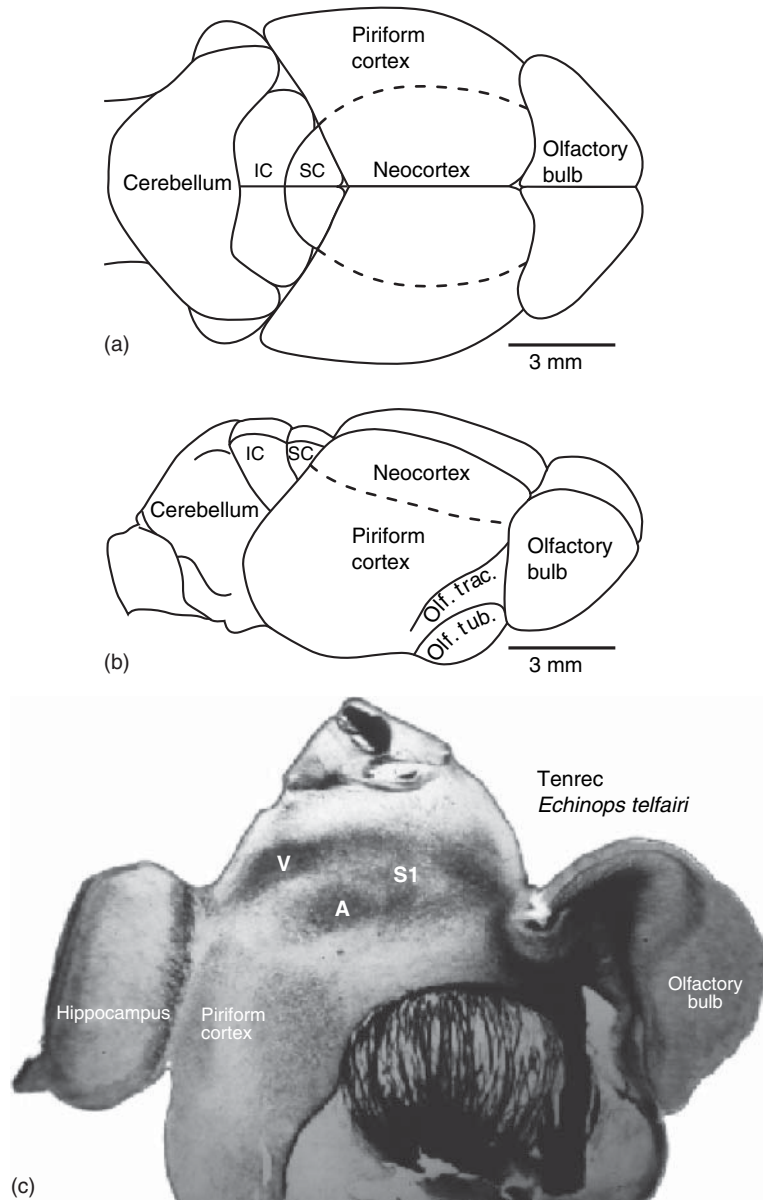 Piriform
cortex
IC
SC
Neocortex
Olfactory
bulb
Cerebellum
(a)
3 mm
IC
SC
Neocortex
Cerebellum
Piriform
cortex
Olfactory
bulb
Olf. trac.
Olf. tub.
(b)
3 mm
Tenrec
Echinops telfairi
V
S1
A
Hippocampus
Piriform
cortex
Olfactory
bulb
(c)